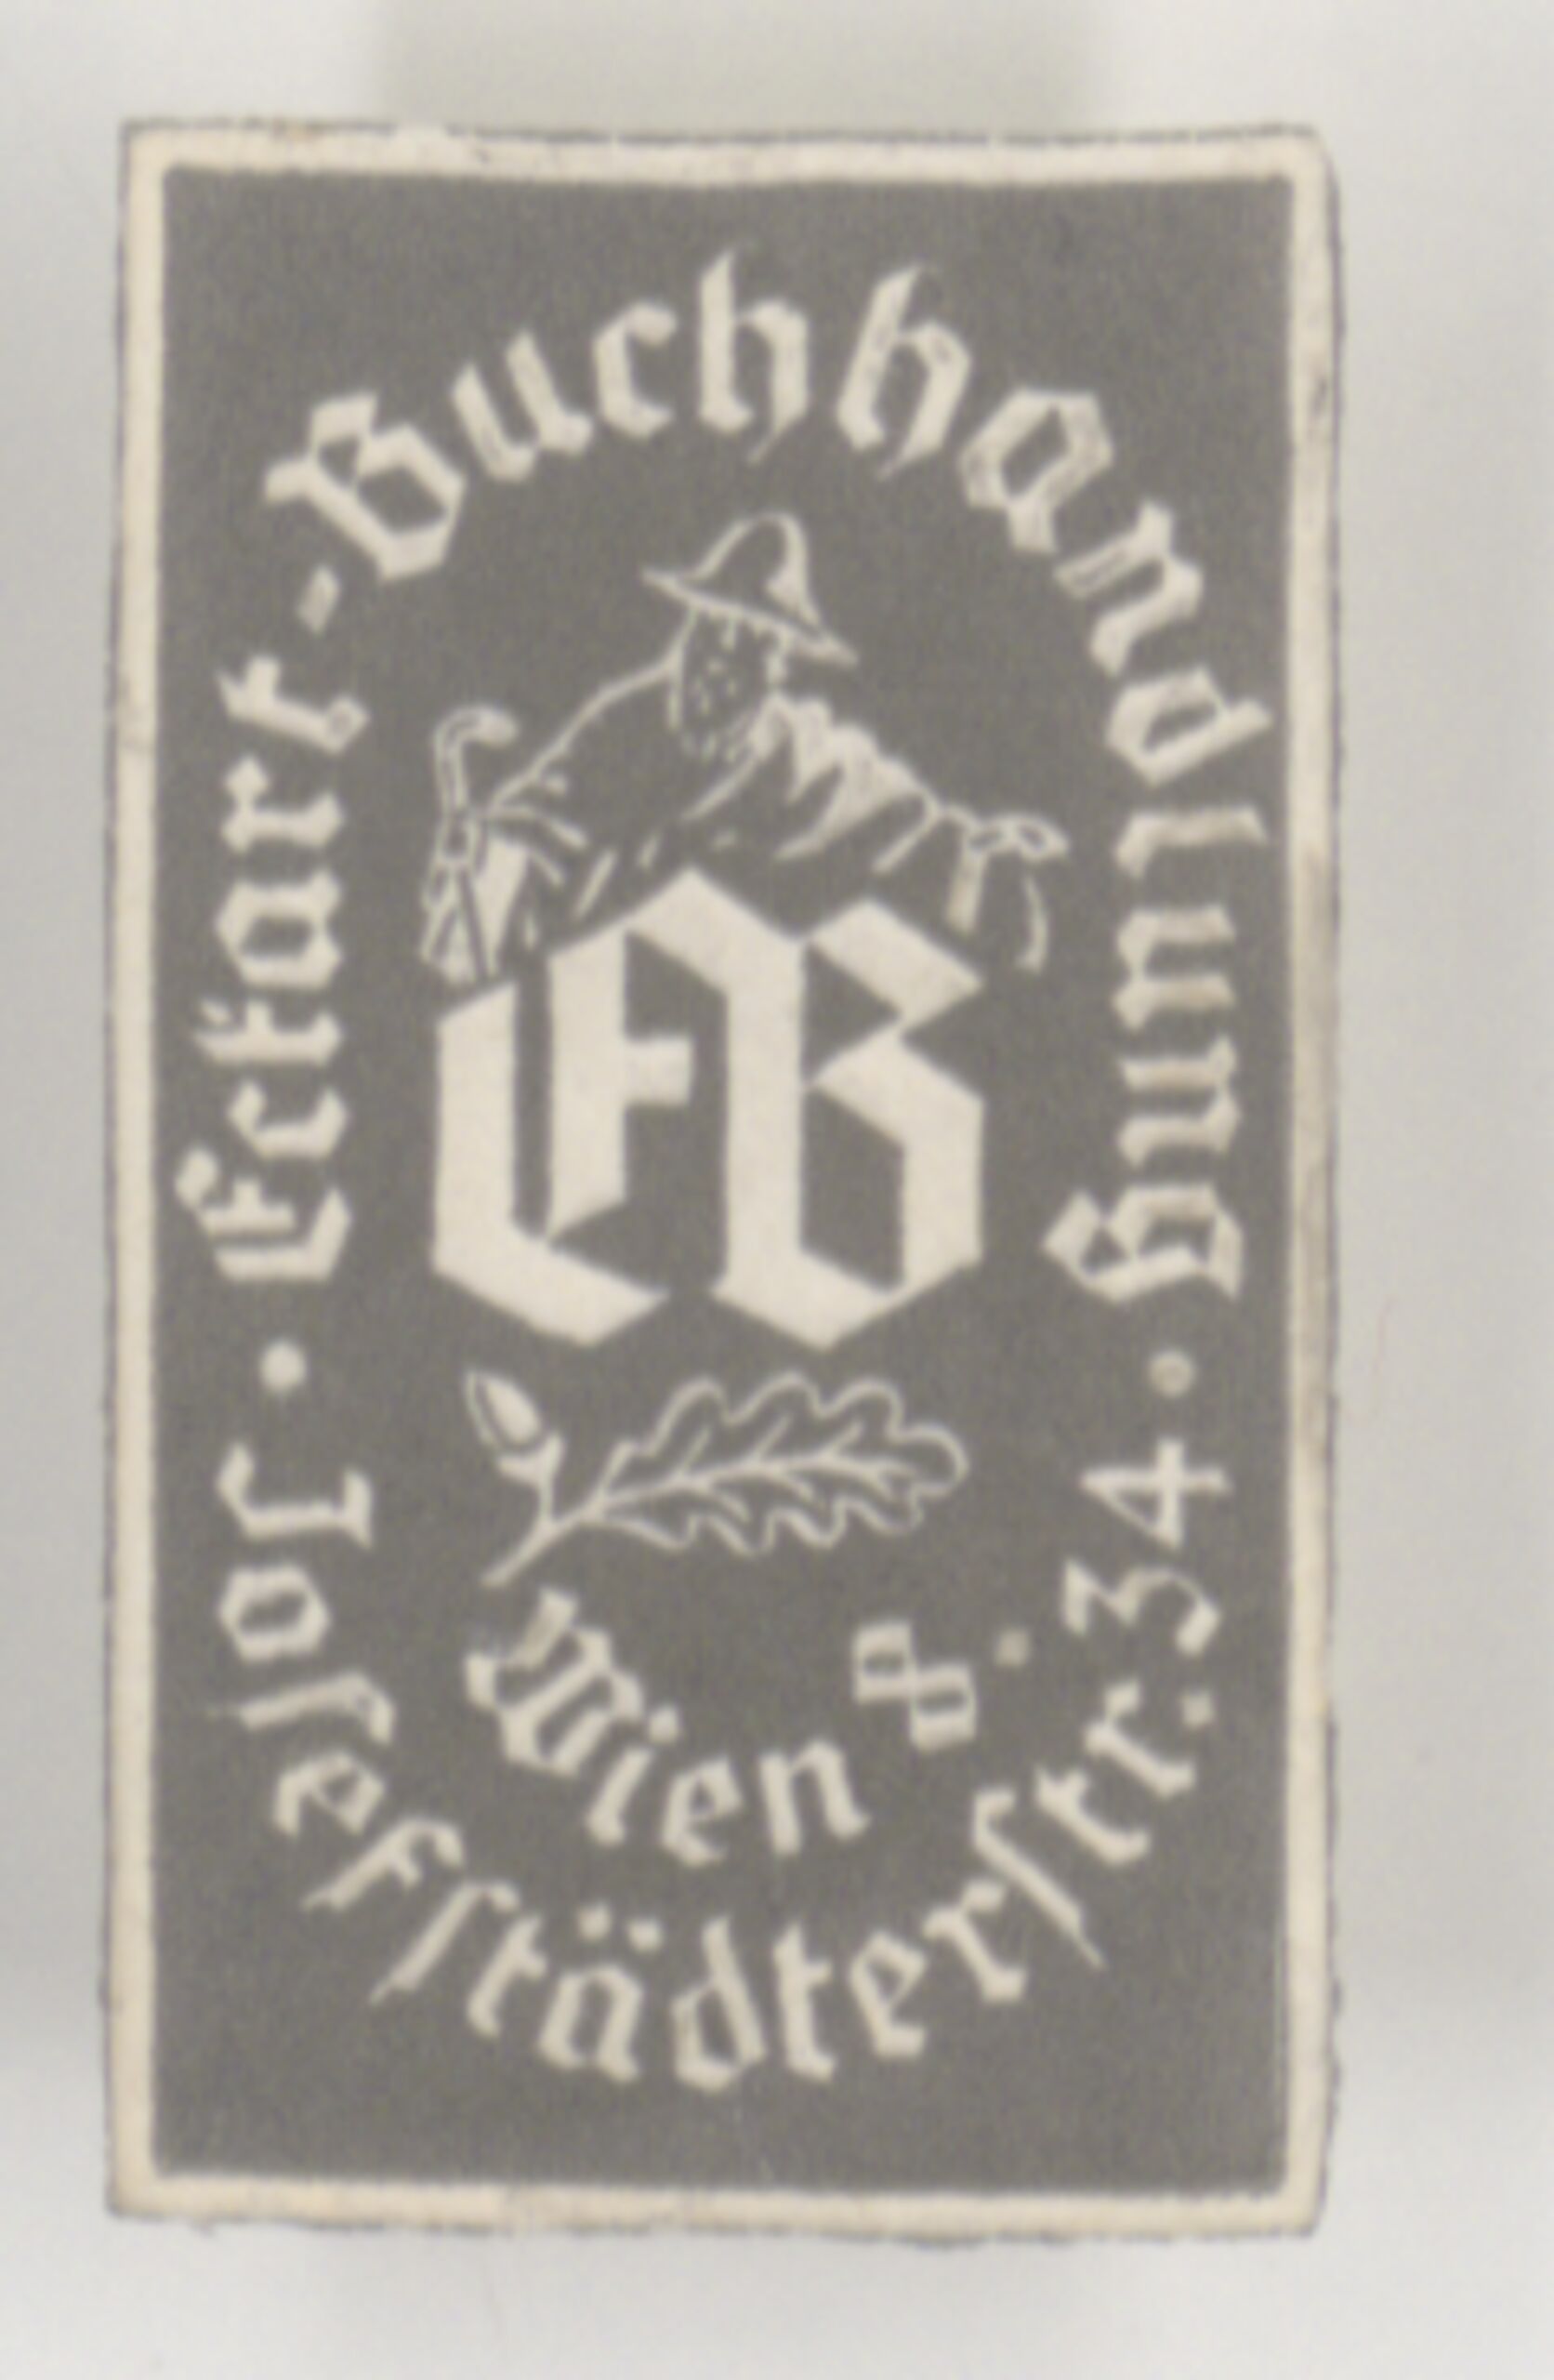 Eckart-Buchhandlung
EB
Wien 8.
Josefstädterstr. 34